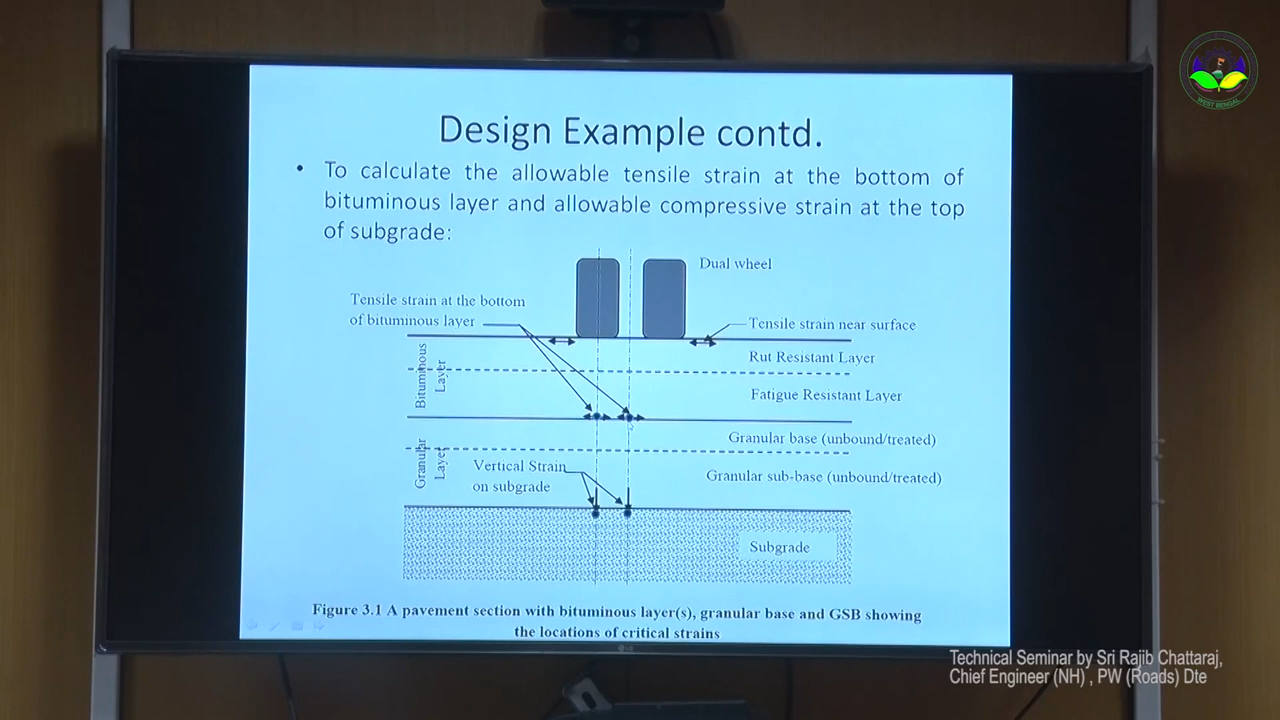 Design Example contd.
• To calculate the allowable tensile strain at the bottom of
bituminous layer and allowable compressive strain at the top
of subgrade:
Dual wheel
Tensile strain at the bottom
of bituminous layer
Tensile strain near surface
Bituminous
Layer
Rut Resistant Layer
Fatigue Resistant Layer
Granular
Layer
Granular base (unbound/treated)
Vertical Strain
on subgrade
Granular sub-base (unbound/treated)
Subgrade
Figure 3.1 A pavement section with bituminous layer(s), granular base and GSB showing
the locations of critical strains
LG
WEST BENGAL
Technical Seminar by Sri Rajib Chattaraj,
Chief Engineer (NH) , PW (Roads) Dte